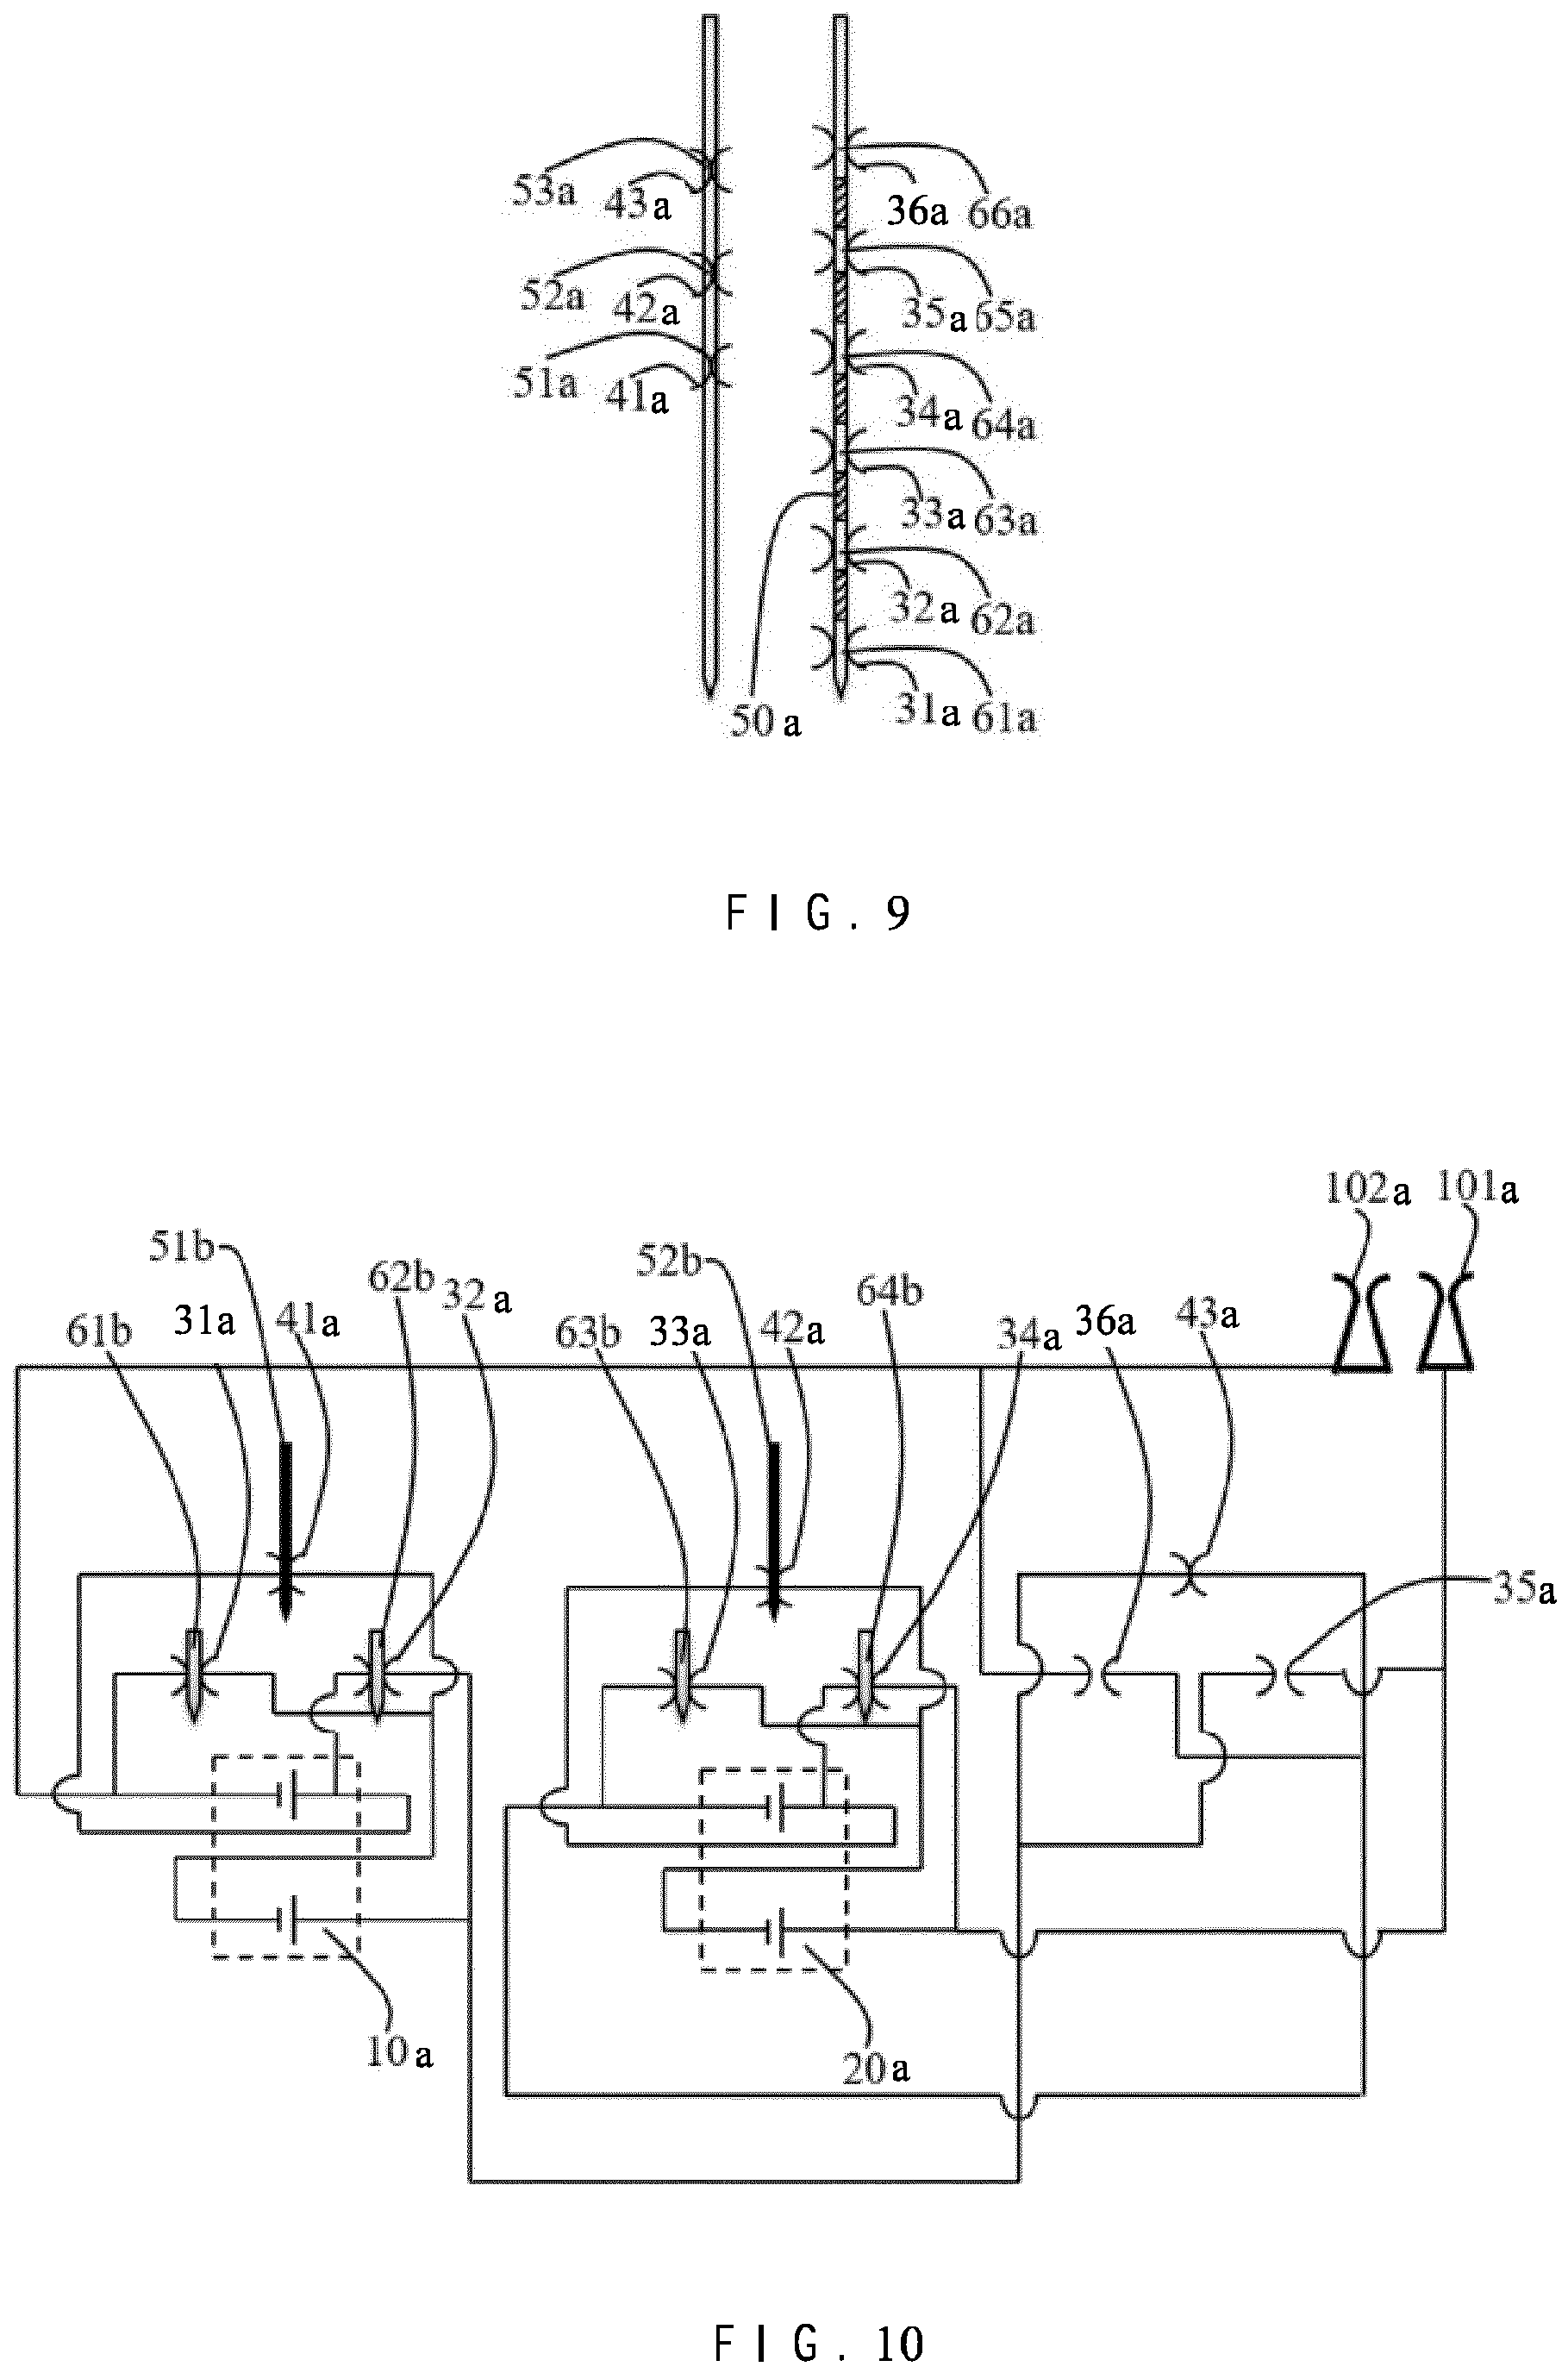 53a 43a 36a 66a
52a 42a 35a 65a
51a 41a 34a 64a
33a 63a
32a 62a
50a 31a 61a
FIG. 9
102a 101a
51b 52b
61b 31a 41a 62b 32a 63b 33a 42a 64b 34a 36a 43a
35a
10a 20a
FIG. 10